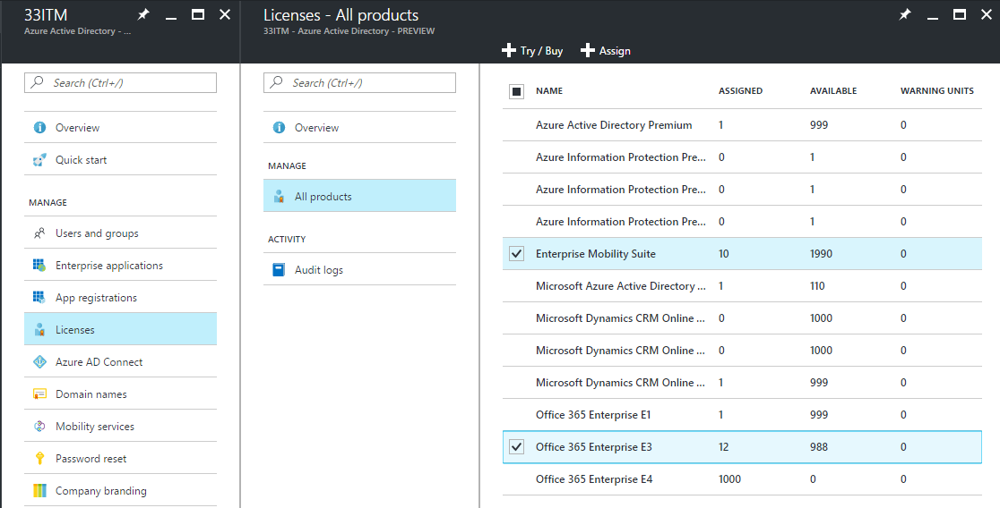 33ITM
Azure Active Directory - ...
Search (Ctrl+/)
Overview
Quick start
MANAGE
Users and groups
Enterprise applications
App registrations
Licenses
Azure AD Connect
Domain names
Mobility services
Password reset
Company branding
Licenses - All products
33ITM - Azure Active Directory - PREVIEW
Search (Ctrl+/)
Overview
MANAGE
All products
ACTIVITY
Audit logs
Try / Buy Assign
NAME ASSIGNED AVAILABLE WARNING UNITS
Azure Active Directory Premium 1 999 0
Azure Information Protection Pre... 0 1 0
Azure Information Protection Pre... 0 1 0
Azure Information Protection Pre... 0 1 0
Enterprise Mobility Suite 10 1990 0
Microsoft Azure Active Directory ... 1 110 0
Microsoft Dynamics CRM Online ... 0 1000 0
Microsoft Dynamics CRM Online ... 0 1000 0
Microsoft Dynamics CRM Online ... 1 999 0
Office 365 Enterprise E1 1 999 0
Office 365 Enterprise E3 12 988 0
Office 365 Enterprise E4 1000 0 0